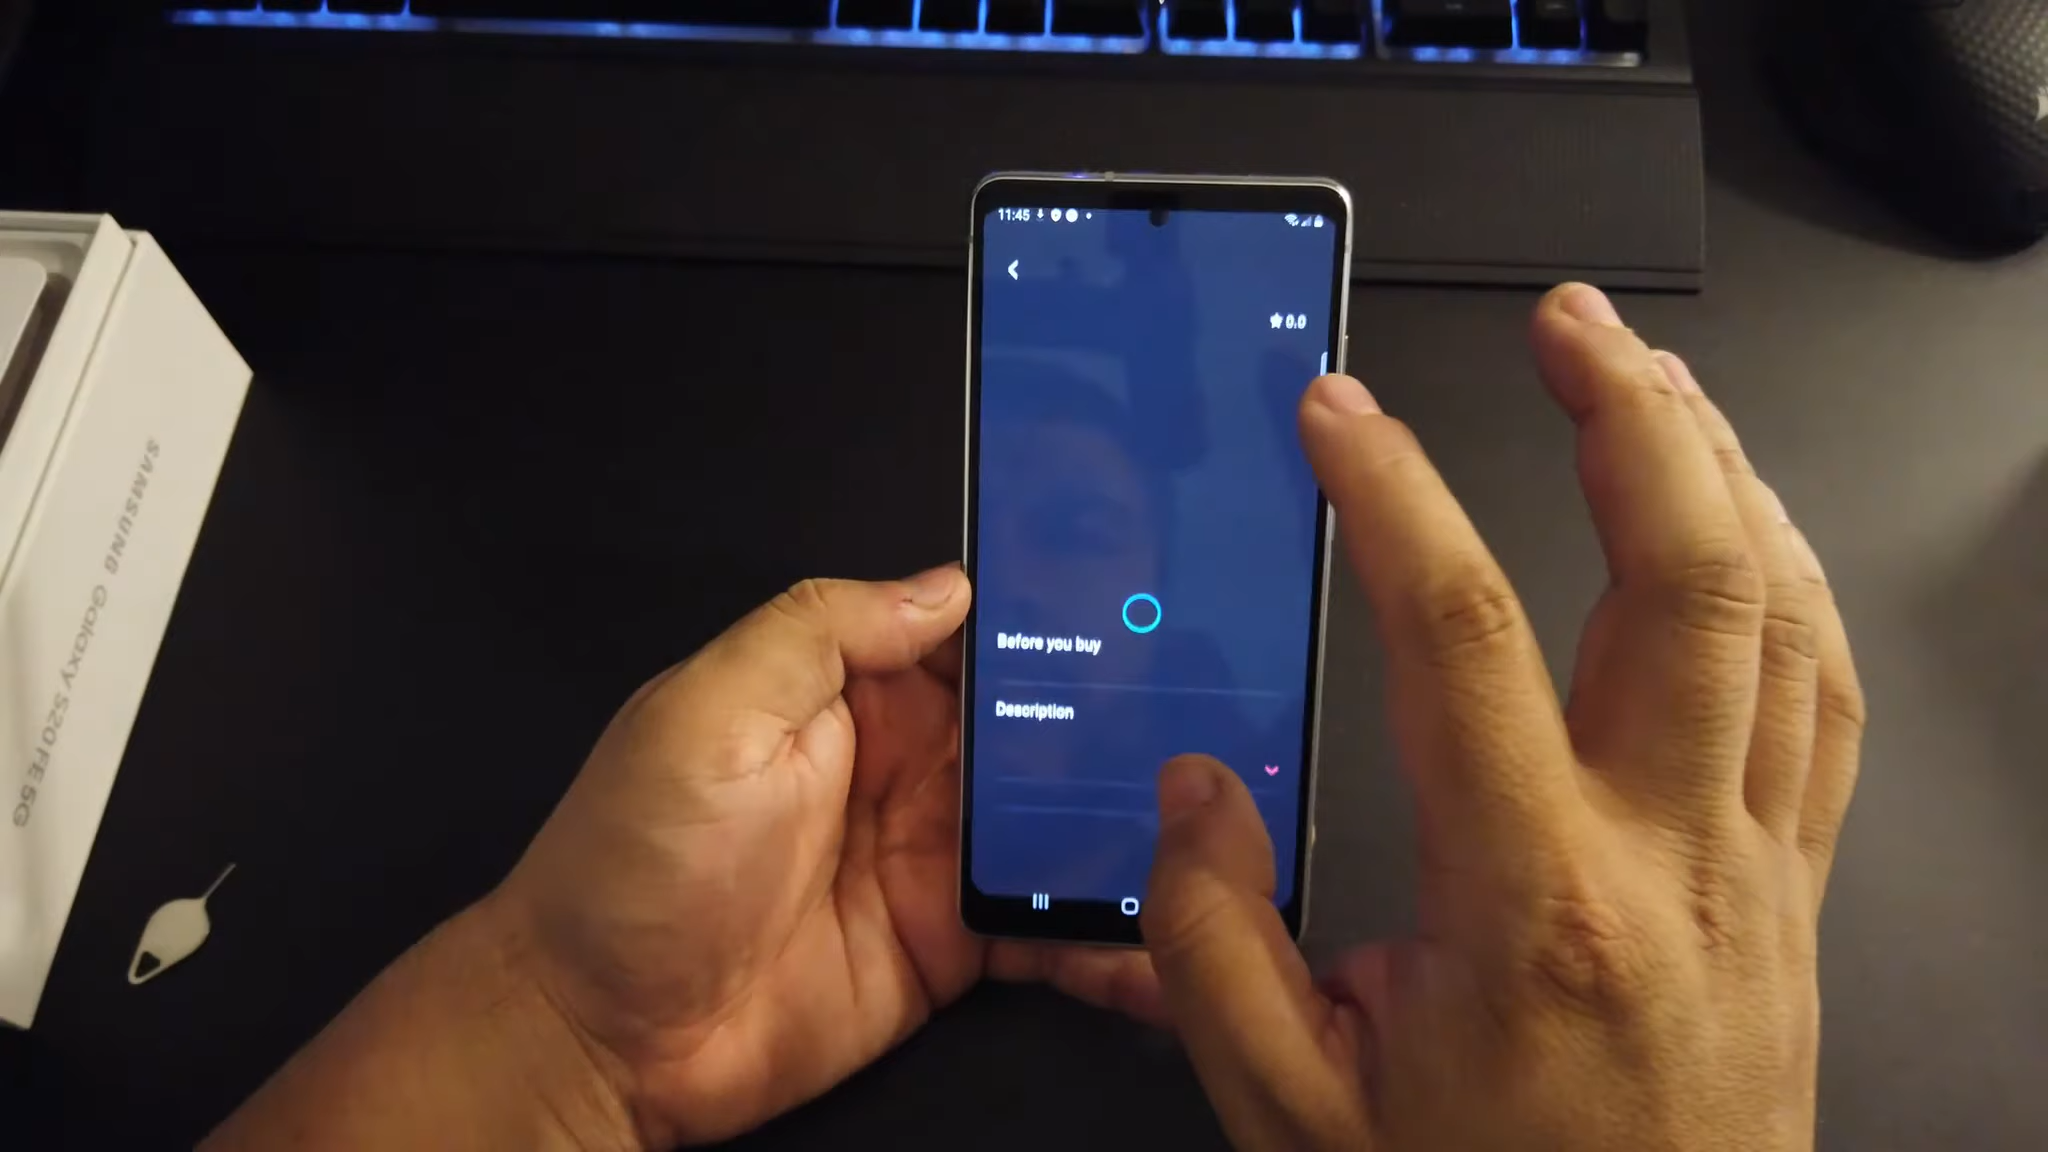 11:45
★ 0.0
Before you buy
Description
SAMSUNG Galaxy S20 FE 5G